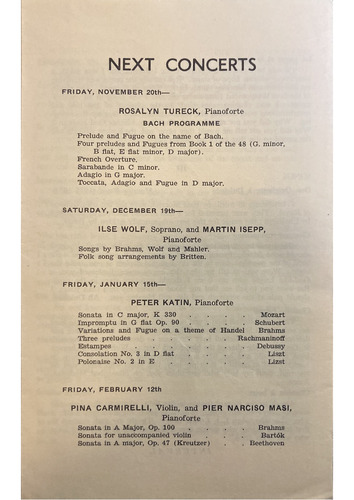 NEXT CONCERTS
FRIDAY, NOVEMBER 20th—
ROSALYN TURECK, Pianoforte
BACH PROGRAMME
Prelude and Fugue on the name of Bach.
Four preludes and Fugues from Book 1 of the 48 (G. minor,
B flat, E flat minor, D major).
French Overture.
Sarabande in C minor.
Adagio in G major.
Toccata, Adagio and Fugue in D major.
SATURDAY, DECEMBER 19th—
ILSE WOLF, Soprano, and MARTIN ISEPP,
Pianoforte
Songs by Brahms, Wolf and Mahler.
Folk song arrangements by Britten.
FRIDAY, JANUARY 15th—
PETER KATIN, Pianoforte
Sonata in C major, K 330 . . . . Mozart
Impromptu in G flat Op. 90 . . . . Schubert
Variations and Fugue on a theme of Handel Brahms
Three preludes . . . . Rachmaninoff
Estampes . . . . . . Debussy
Consolation No. 3 in D flat . . . . Liszt
Polonaise No. 2 in E . . . . Lizst
FRIDAY, FEBRUARY 12th
PINA CARMIRELLI, Violin, and PIER NARCISO MASI,
Pianoforte
Sonata in A Major, Op. 100 . . . . Brahms
Sonata for unaccompanied violin . . . Bartók
Sonata in A major, Op. 47 (Kreutzer) . . Beethoven